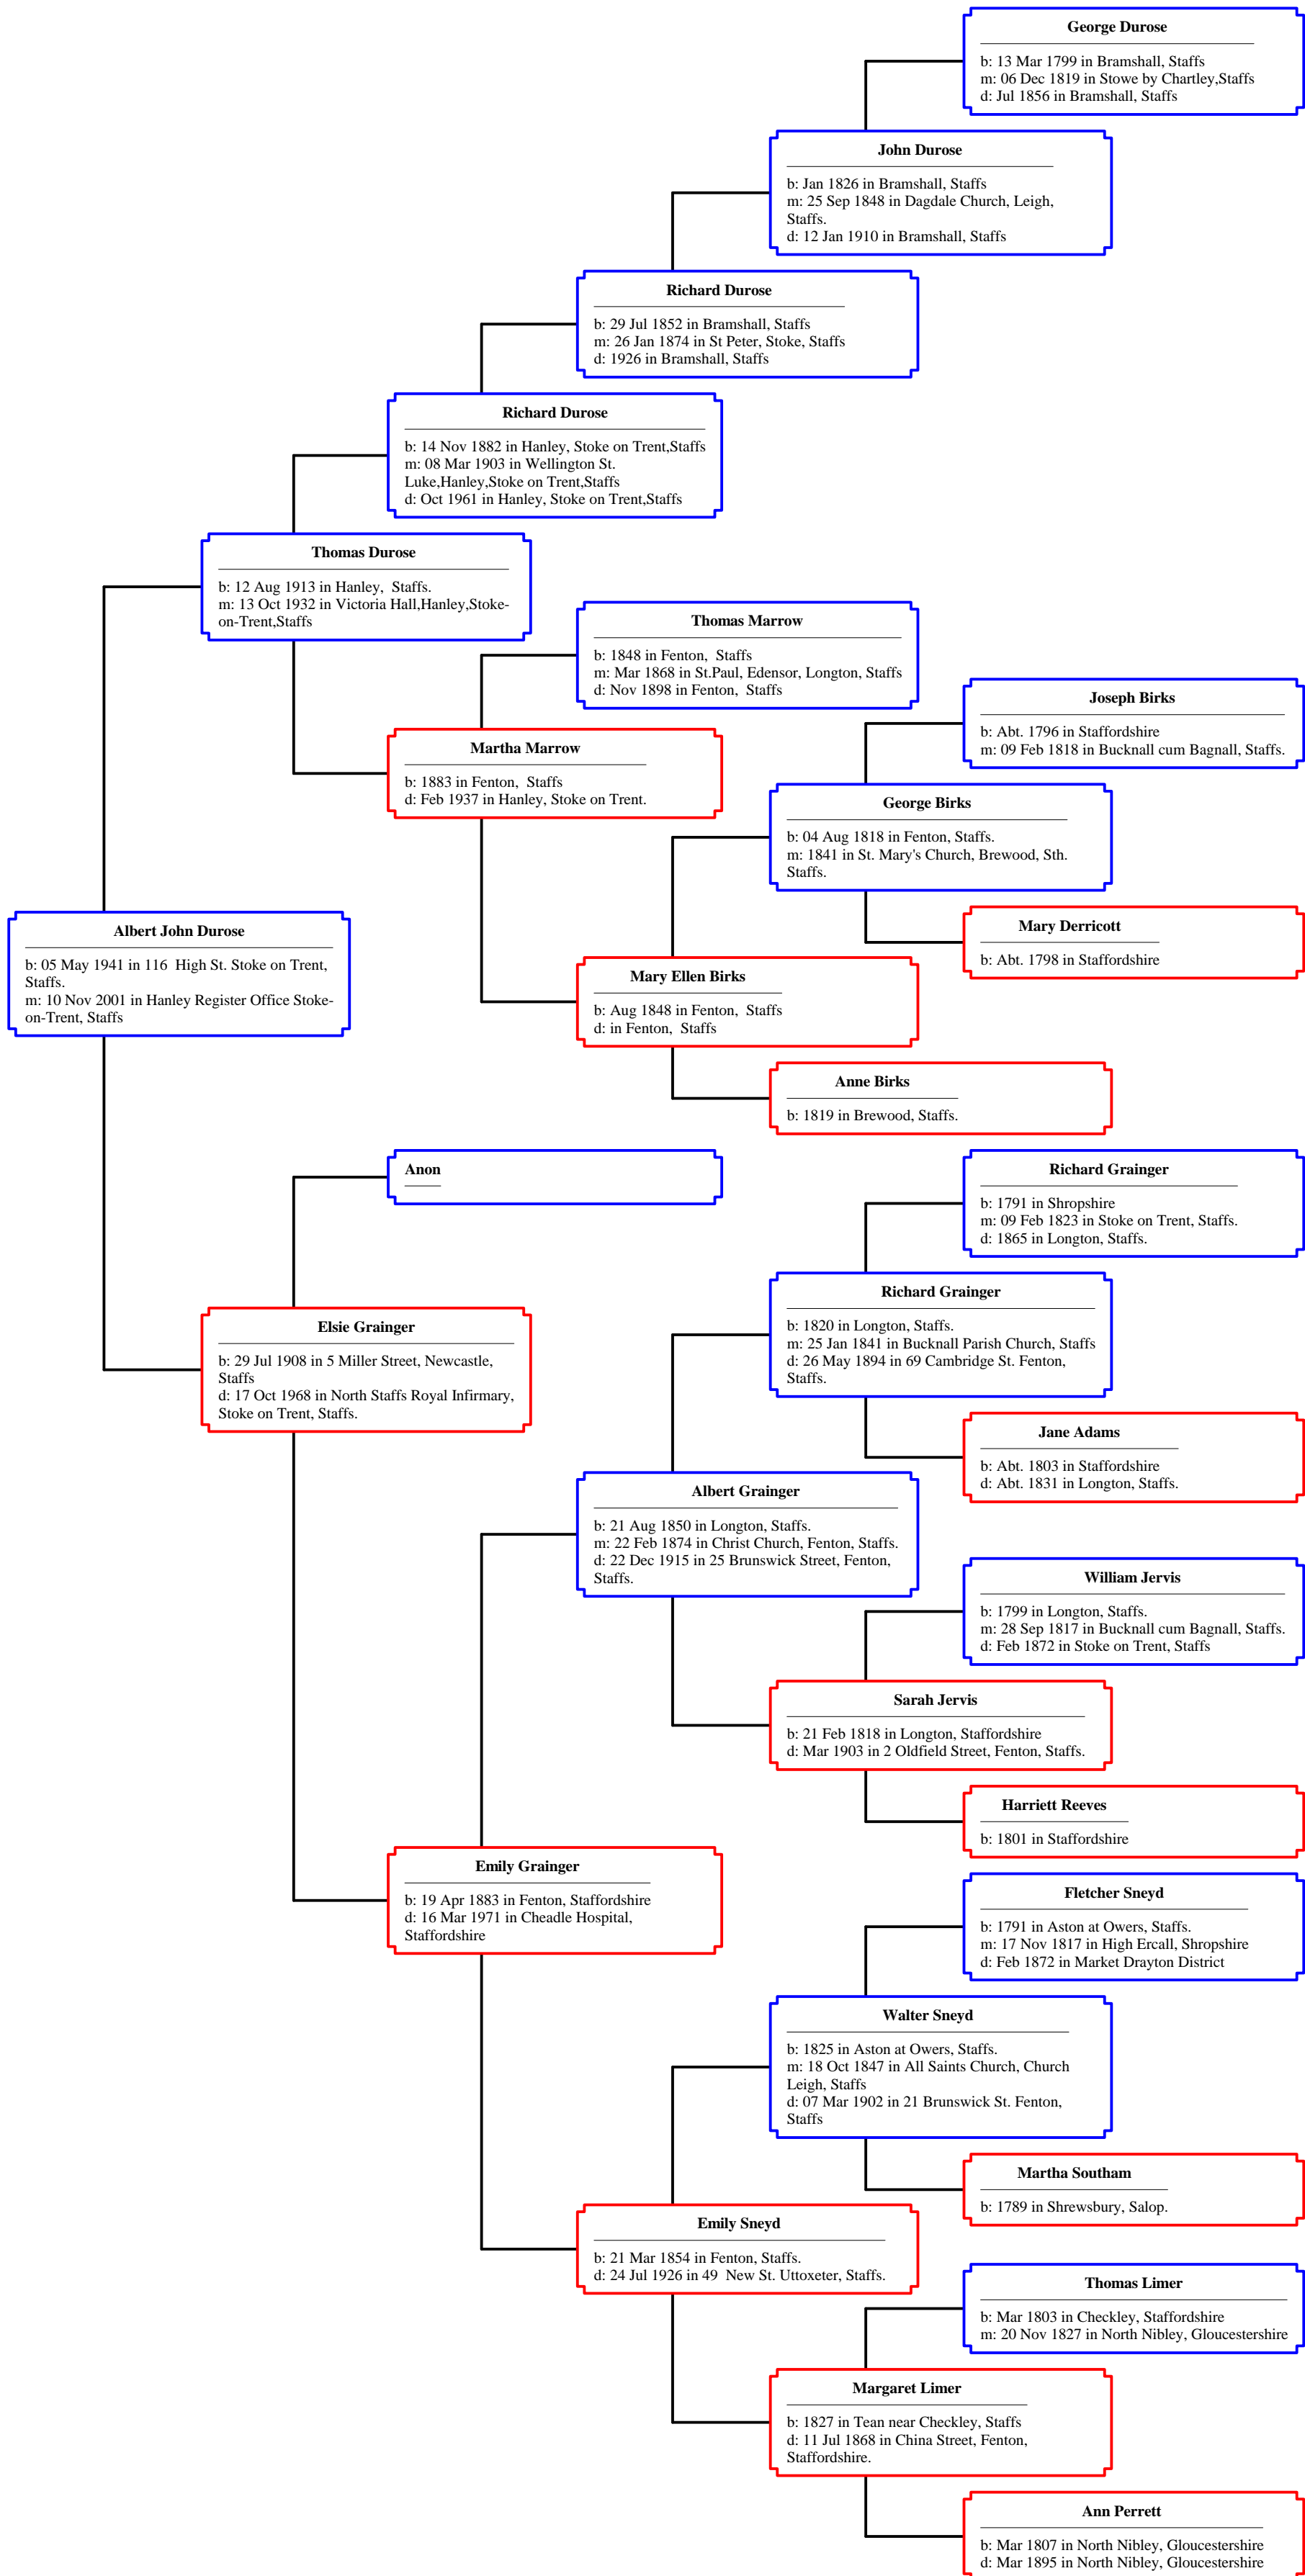 George Durose
b: 13 Mar 1799 in Bramshall, Staffs
m: 06 Dec 1819 in Stowe by Chartley,Staffs
d: Jul 1856 in Bramshall, Staffs
John Durose
b: Jan 1826 in Bramshall, Staffs
m: 25 Sep 1848 in Dagdale Church, Leigh,
Staffs.
d: 12 Jan 1910 in Bramshall, Staffs
Richard Durose
b: 29 Jul 1852 in Bramshall, Staffs
m: 26 Jan 1874 in St Peter, Stoke, Staffs
d: 1926 in Bramshall, Staffs
Richard Durose
b: 14 Nov 1882 in Hanley, Stoke on Trent,Staffs
m: 08 Mar 1903 in Wellington St.
Luke,Hanley,Stoke on Trent,Staffs
d: Oct 1961 in Hanley, Stoke on Trent,Staffs
Thomas Durose
b: 12 Aug 1913 in Hanley,  Staffs.
m: 13 Oct 1932 in Victoria Hall,Hanley,Stoke-
on-Trent,Staffs
Thomas Marrow
b: 1848 in Fenton,  Staffs
m: Mar 1868 in St.Paul, Edensor, Longton, Staffs
d: Nov 1898 in Fenton,  Staffs
Joseph Birks
b: Abt. 1796 in Staffordshire
m: 09 Feb 1818 in Bucknall cum Bagnall, Staffs.
Martha Marrow
b: 1883 in Fenton,  Staffs
d: Feb 1937 in Hanley, Stoke on Trent.
George Birks
b: 04 Aug 1818 in Fenton, Staffs.
m: 1841 in St. Mary's Church, Brewood, Sth.
Staffs.
Mary Derricott
b: Abt. 1798 in Staffordshire
Albert John Durose
b: 05 May 1941 in 116  High St. Stoke on Trent,
Staffs.
m: 10 Nov 2001 in Hanley Register Office Stoke-
on-Trent, Staffs
Mary Ellen Birks
b: Aug 1848 in Fenton,  Staffs
d: in Fenton,  Staffs
Anne Birks
b: 1819 in Brewood, Staffs.
Anon
Richard Grainger
b: 1791 in Shropshire
m: 09 Feb 1823 in Stoke on Trent, Staffs.
d: 1865 in Longton, Staffs.
Richard Grainger
b: 1820 in Longton, Staffs.
m: 25 Jan 1841 in Bucknall Parish Church, Staffs
d: 26 May 1894 in 69 Cambridge St. Fenton,
Staffs.
Elsie Grainger
b: 29 Jul 1908 in 5 Miller Street, Newcastle,
Staffs
d: 17 Oct 1968 in North Staffs Royal Infirmary,
Stoke on Trent, Staffs.
Jane Adams
b: Abt. 1803 in Staffordshire
d: Abt. 1831 in Longton, Staffs.
Albert Grainger
b: 21 Aug 1850 in Longton, Staffs.
m: 22 Feb 1874 in Christ Church, Fenton, Staffs.
d: 22 Dec 1915 in 25 Brunswick Street, Fenton,
Staffs.
William Jervis
b: 1799 in Longton, Staffs.
m: 28 Sep 1817 in Bucknall cum Bagnall, Staffs.
d: Feb 1872 in Stoke on Trent, Staffs
Sarah Jervis
b: 21 Feb 1818 in Longton, Staffordshire
d: Mar 1903 in 2 Oldfield Street, Fenton, Staffs.
Harriett Reeves
b: 1801 in Staffordshire
Emily Grainger
b: 19 Apr 1883 in Fenton, Staffordshire
d: 16 Mar 1971 in Cheadle Hospital,
Staffordshire
Fletcher Sneyd
b: 1791 in Aston at Owers, Staffs.
m: 17 Nov 1817 in High Ercall, Shropshire
d: Feb 1872 in Market Drayton District
Walter Sneyd
b: 1825 in Aston at Owers, Staffs.
m: 18 Oct 1847 in All Saints Church, Church
Leigh, Staffs
d: 07 Mar 1902 in 21 Brunswick St. Fenton,
Staffs
Martha Southam
b: 1789 in Shrewsbury, Salop.
Emily Sneyd
b: 21 Mar 1854 in Fenton, Staffs.
d: 24 Jul 1926 in 49  New St. Uttoxeter, Staffs.
Thomas Limer
b: Mar 1803 in Checkley, Staffordshire
m: 20 Nov 1827 in North Nibley, Gloucestershire
Margaret Limer
b: 1827 in Tean near Checkley, Staffs
d: 11 Jul 1868 in China Street, Fenton,
Staffordshire.
Ann Perrett
b: Mar 1807 in North Nibley, Gloucestershire
d: Mar 1895 in North Nibley, Gloucestershire